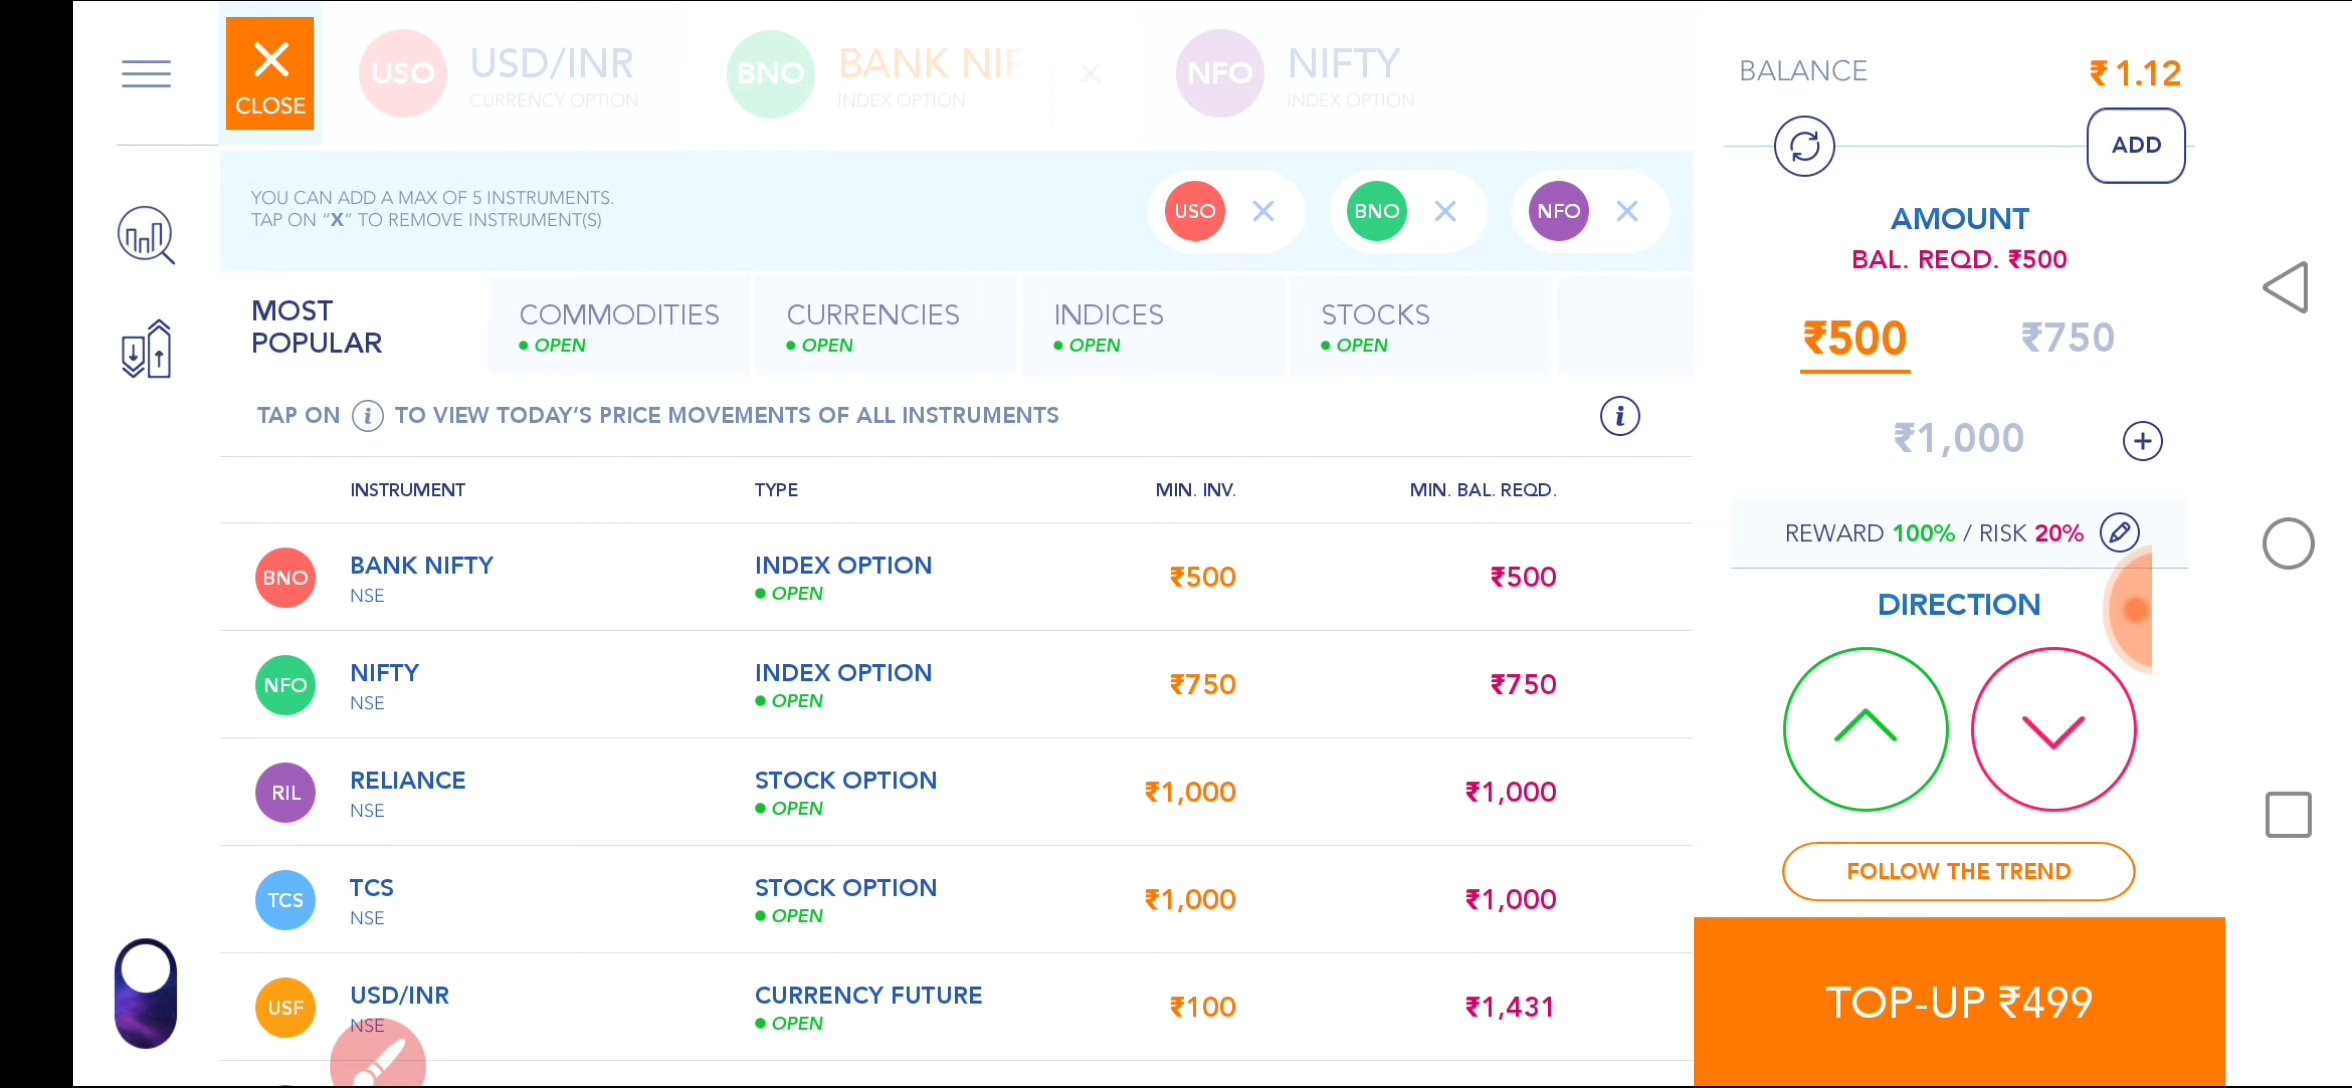 CLOSE
USO
USD/INR
CURRENCY OPTION
BNO
BANK NIF
INDEX OPTION
NFO
NIFTY
INDEX OPTION
YOU CAN ADD A MAX OF 5 INSTRUMENTS.
TAP ON “X” TO REMOVE INSTRUMENT(S)
USO
BNO
NFO
MOST
POPULAR
COMMODITIES
OPEN
CURRENCIES
OPEN
INDICES
OPEN
STOCKS
OPEN
TAP ON i TO VIEW TODAY’S PRICE MOVEMENTS OF ALL INSTRUMENTS
i
INSTRUMENT TYPE MIN. INV. MIN. BAL. REQD.
BNO BANK NIFTY INDEX OPTION ₹500 ₹500
NSE OPEN
NFO NIFTY INDEX OPTION ₹750 ₹750
NSE OPEN
RIL RELIANCE STOCK OPTION ₹1,000 ₹1,000
NSE OPEN
TCS TCS STOCK OPTION ₹1,000 ₹1,000
NSE OPEN
USF USD/INR CURRENCY FUTURE ₹100 ₹1,431
NSE OPEN
BALANCE ₹1.12
ADD
AMOUNT
BAL. REQD. ₹500
₹500 ₹750
₹1,000
REWARD 100% / RISK 20%
DIRECTION
FOLLOW THE TREND
TOP-UP ₹499